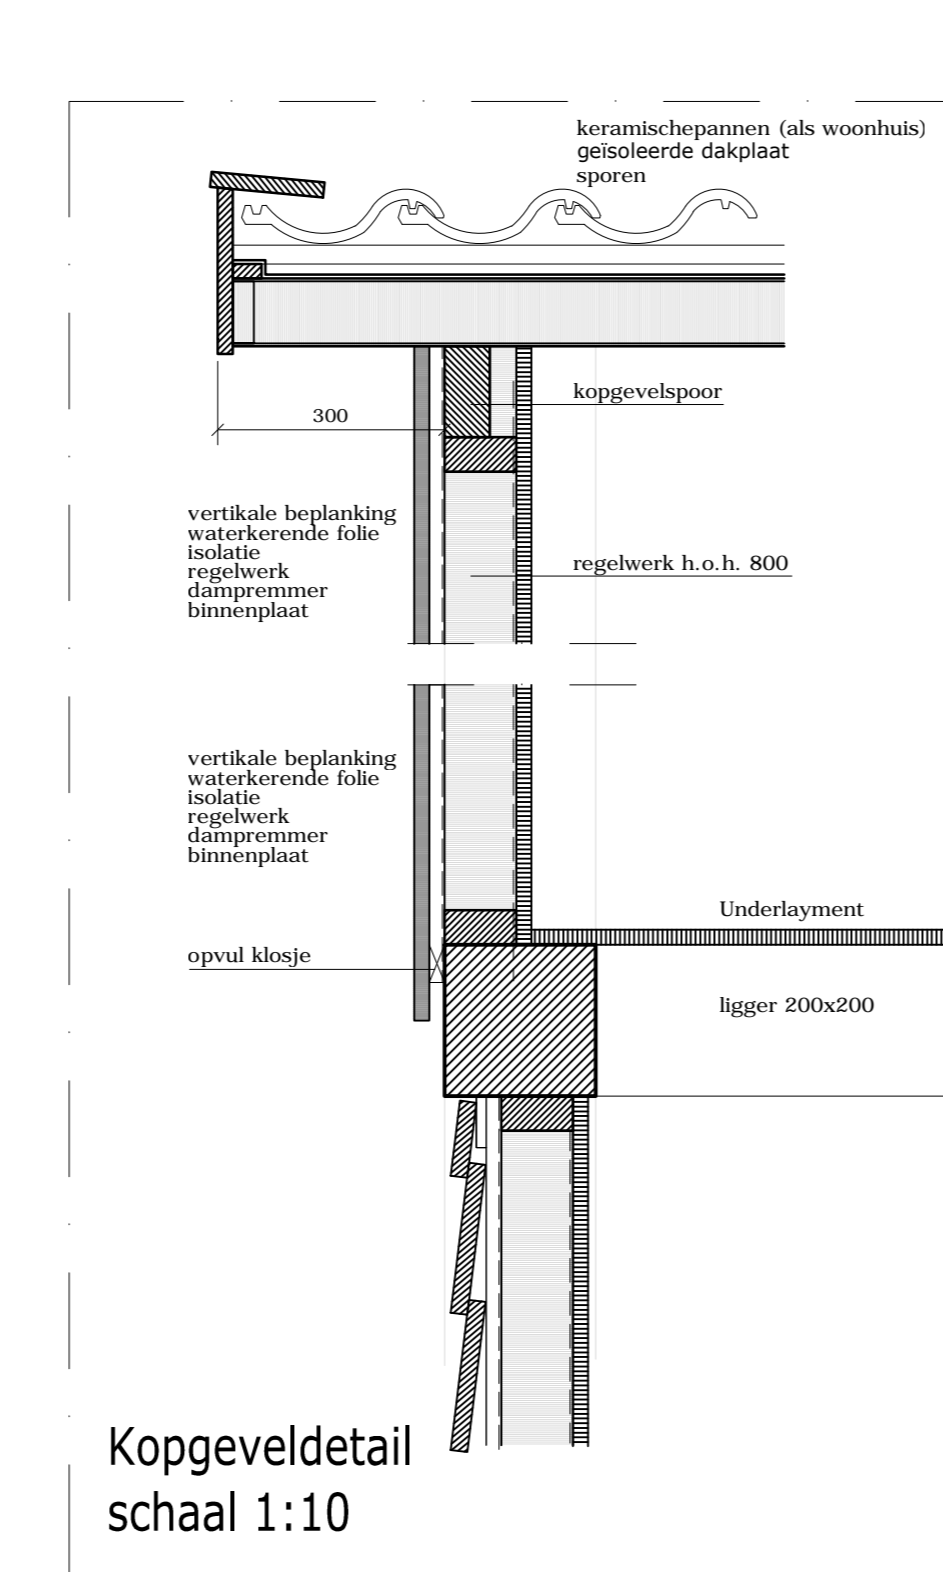 keramischepannen (als woonhuis)
geïsoleerde dakplaat
sporen
kopgevelspoor
300
vertikale beplanking
waterkerende folie
isolatie
regelwerk
dampremmer
binnenplaat
regelwerk h.o.h. 800
vertikale beplanking
waterkerende folie
isolatie
regelwerk
dampremmer
binnenplaat
Underlayment
opvul klosje
ligger 200x200
Kopgeveldetail
schaal 1:10